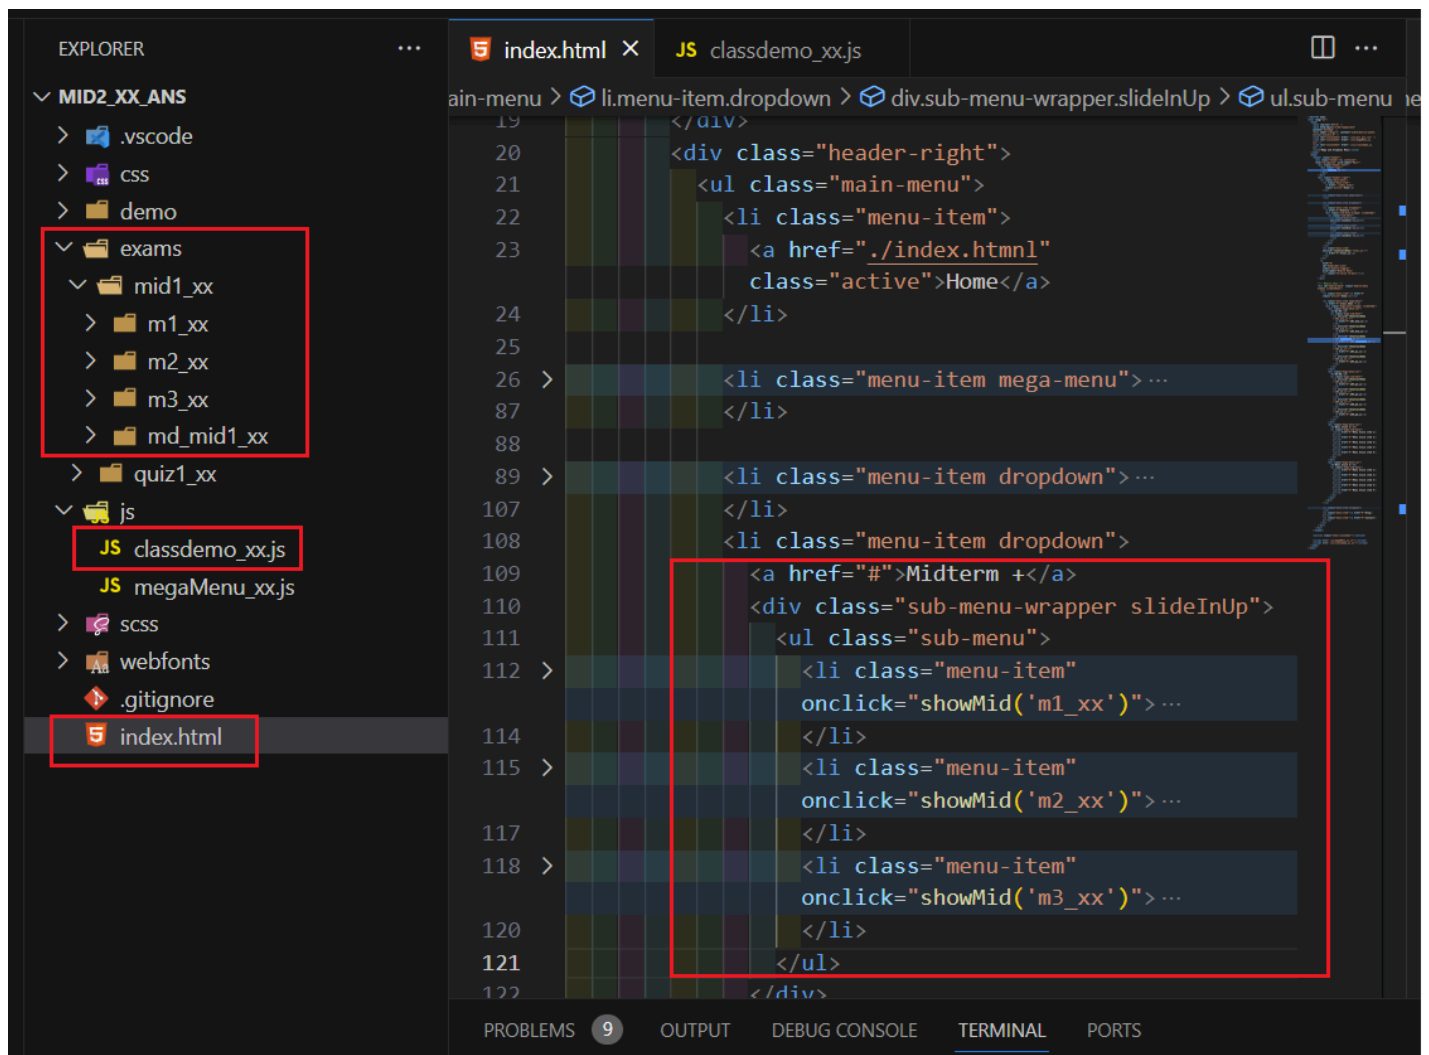 EXPLORER
MID2_XX_ANS
.vscode
css
demo
exams
mid1_xx
m1_xx
m2_xx
m3_xx
md_mid1_xx
quiz1_xx
js
JS classdemo_xx.js
JS megaMenu_xx.js
scss
webfonts
.gitignore
index.html
index.html
JS classdemo_xx.js
ain-menu > li.menu-item.dropdown > div.sub-menu-wrapper.slideInUp > ul.sub-menu
19 </div>
20 <div class="header-right">
21 <ul class="main-menu">
22 <li class="menu-item">
23 <a href="./index.htmnl"
class="active">Home</a>
24 </li>
25
26 <li class="menu-item mega-menu">…
87 </li>
88
89 <li class="menu-item dropdown">…
107 </li>
108 <li class="menu-item dropdown">
109 <a href="#">Midterm +</a>
110 <div class="sub-menu-wrapper slideInUp">
111 <ul class="sub-menu">
112 <li class="menu-item"
onclick="showMid('m1_xx')">…
114 </li>
115 <li class="menu-item"
onclick="showMid('m2_xx')">…
117 </li>
118 <li class="menu-item"
onclick="showMid('m3_xx')">…
120 </li>
121 </ul>
122 </div>
PROBLEMS 9 OUTPUT DEBUG CONSOLE TERMINAL PORTS